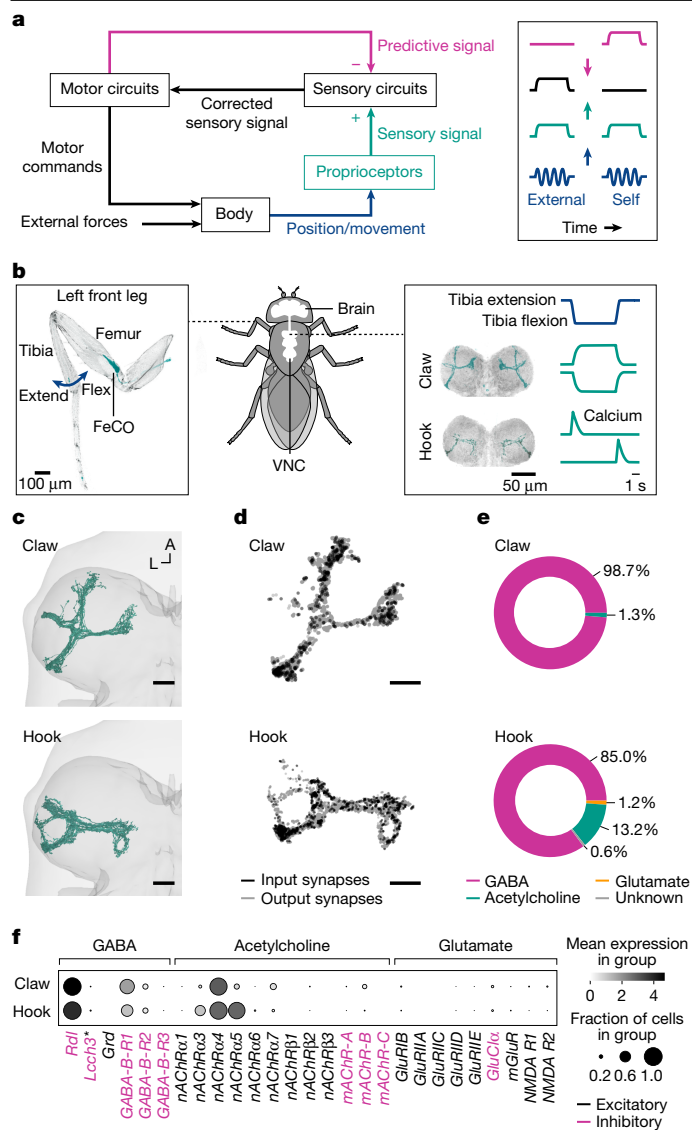 a
Predictive signal
−
Motor circuits
Sensory circuits
Corrected
sensory signal
+
Sensory signal
Motor
commands
Proprioceptors
External forces
Body
Position/movement
External
Self
Time
b
Left front leg
Femur
Tibia
Extend
Flex
FeCO
100 μm
Brain
VNC
Tibia extension
Tibia flexion
Claw
Hook
Calcium
50 μm
1 s
c
Claw
A
L
Hook
d
Claw
Hook
Input synapses
Output synapses
e
Claw
98.7%
1.3%
Hook
85.0%
1.2%
13.2%
0.6%
GABA
Acetylcholine
Glutamate
Unknown
f
GABA
Acetylcholine
Glutamate
Claw
Hook
Rdl
Lcch3*
Grd
GABA-B-R1
GABA-B-R2
GABA-B-R3
nAChRα1
nAChRα3
nAChRα4
nAChRα5
nAChRα6
nAChRα7
nAChRβ1
nAChRβ2
nAChRβ3
mAChR-A
mAChR-B
mAChR-C
GluRIB
GluRIIA
GluRIIC
GluRIID
GluRIIE
GluClα
mGluR
NMDA R1
NMDA R2
Mean expression
in group
0 2 4
Fraction of cells
in group
0.2 0.6 1.0
Excitatory
Inhibitory